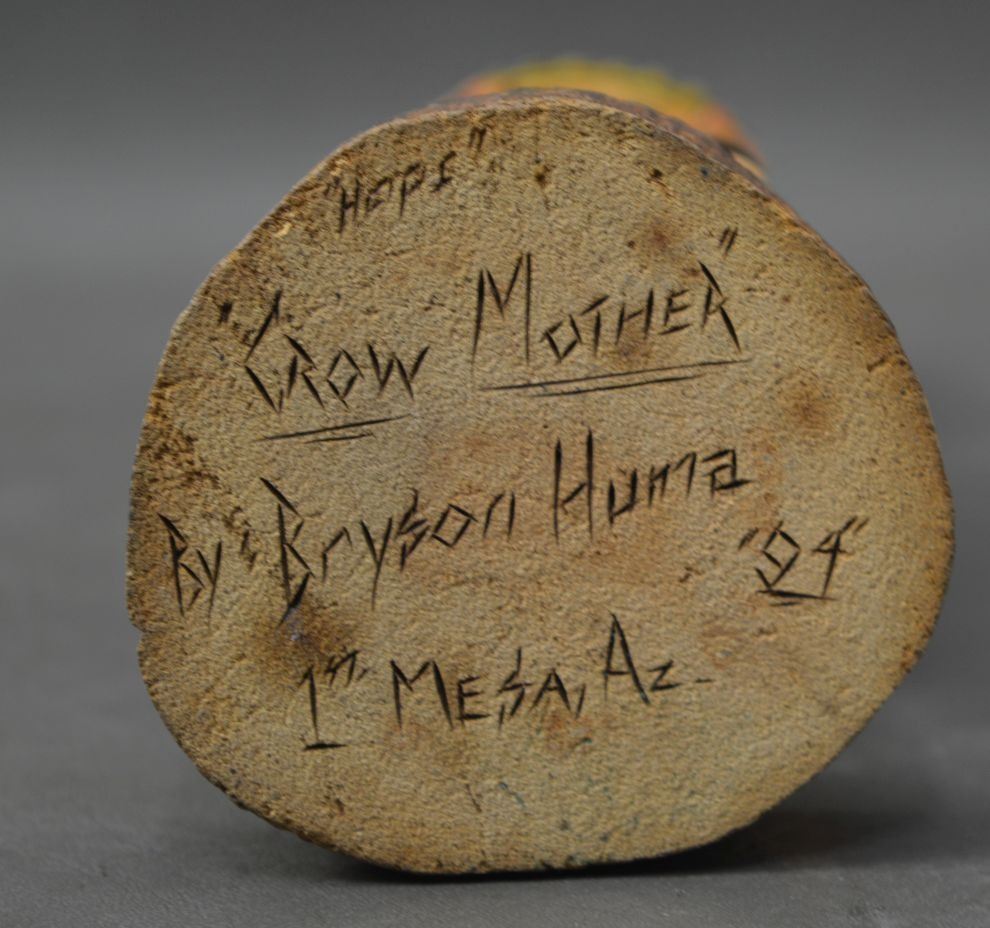 "Hopi"
"Crow Mother"
By "Bryson Huma "94"
1st. Mesa, Az.